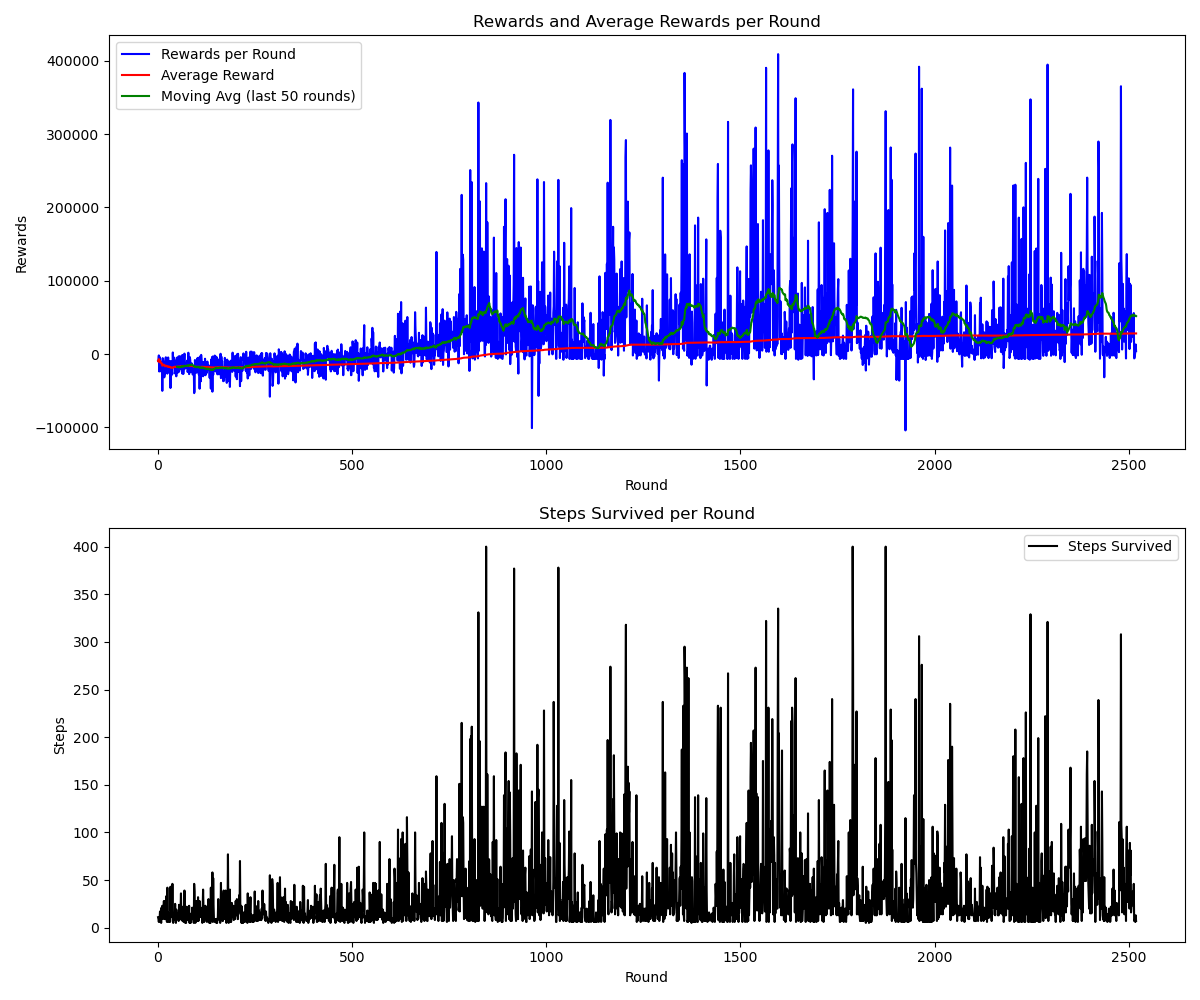 Rewards and Average Rewards per Round
Rewards per Round
Average Reward
Moving Avg (last 50 rounds)
400000
300000
200000
100000
0
−100000
Rewards
0 500 1000 1500 2000 2500
Round
Steps Survived per Round
Steps Survived
400
350
300
250
200
150
100
50
0
Steps
0 500 1000 1500 2000 2500
Round